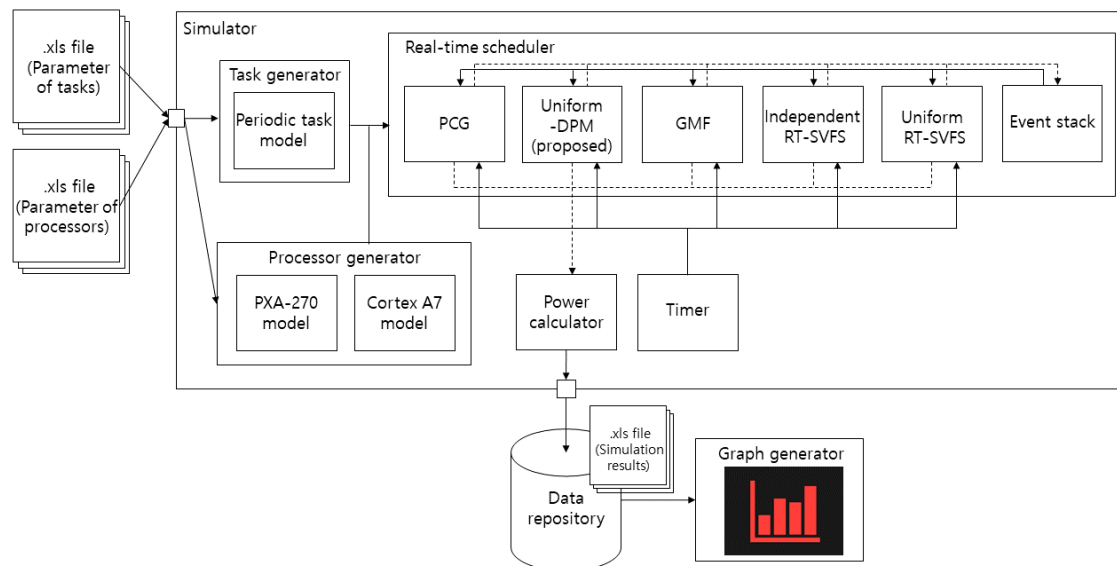 .xls file
(Parameter
of tasks)
.xls file
(Parameter of
processors)
Simulator
Task generator
Periodic task
model
Real-time scheduler
PCG
Uniform
-DPM
(proposed)
GMF
Independent
RT-SVFS
Uniform
RT-SVFS
Event stack
Processor generator
PXA-270
model
Cortex A7
model
Power
calculator
Timer
.xls file
(Simulation
results)
Data
repository
Graph generator